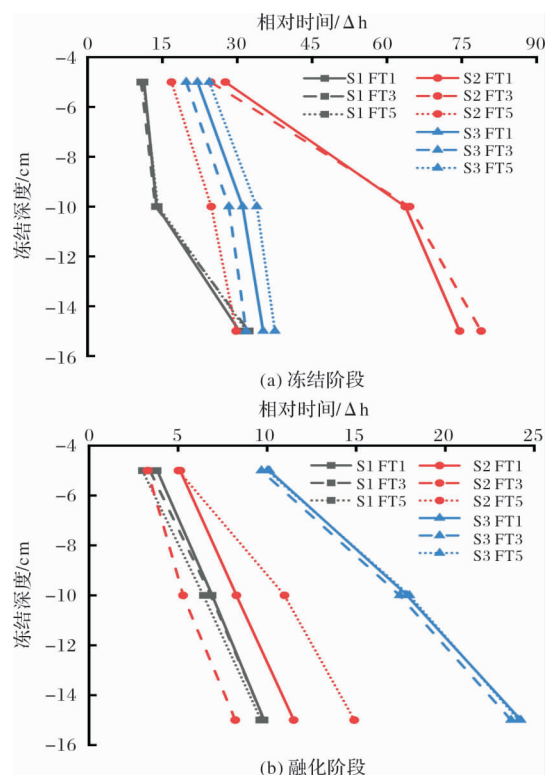 相对时间/Δh
0 15 30 45 60 75 90
-4
-6
-8
-10
-12
-14
-16
冻结深度/cm
S1 FT1
S1 FT3
S1 FT5
S2 FT1
S2 FT3
S2 FT5
S3 FT1
S3 FT3
S3 FT5
(a) 冻结阶段
相对时间/Δh
0 5 10 15 20 25
-4
-6
-8
-10
-12
-14
-16
冻结深度/cm
S1 FT1
S1 FT3
S1 FT5
S2 FT1
S2 FT3
S2 FT5
S3 FT1
S3 FT3
S3 FT5
(b) 融化阶段